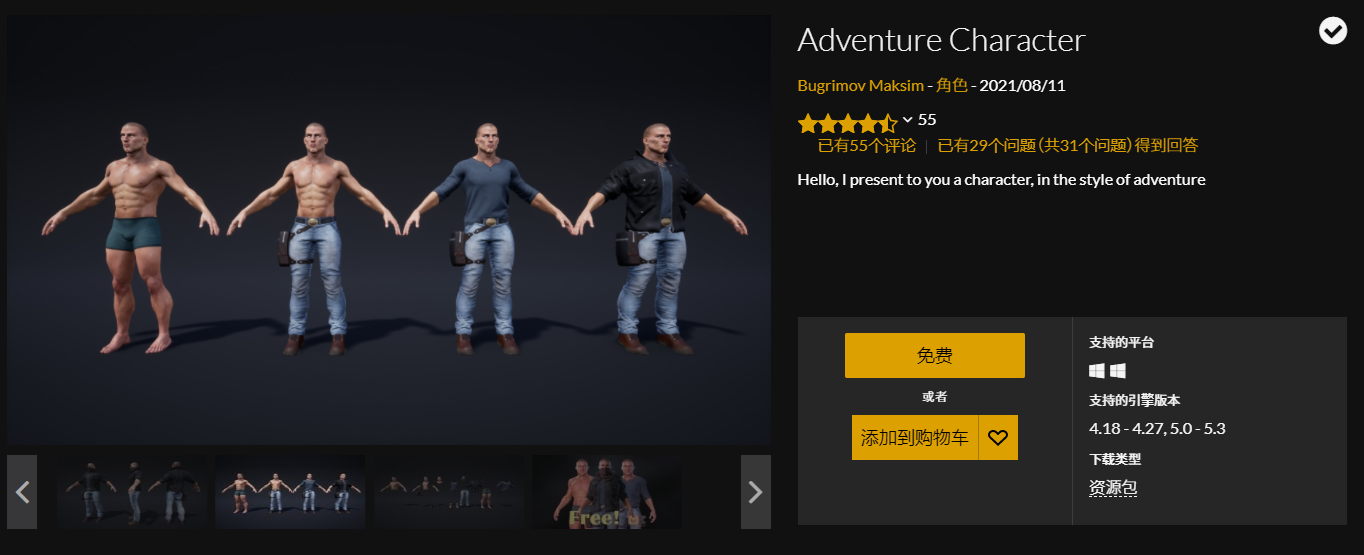 Adventure Character
Bugrimov Maksim - 角色 - 2021/08/11
55
已有55个评论 | 已有29个问题 (共31个问题) 得到回答
Hello, I present to you a character, in the style of adventure
免费
或者
添加到购物车
支持的平台
支持的引擎版本
4.18 - 4.27, 5.0 - 5.3
下载类型
资源包
Free!